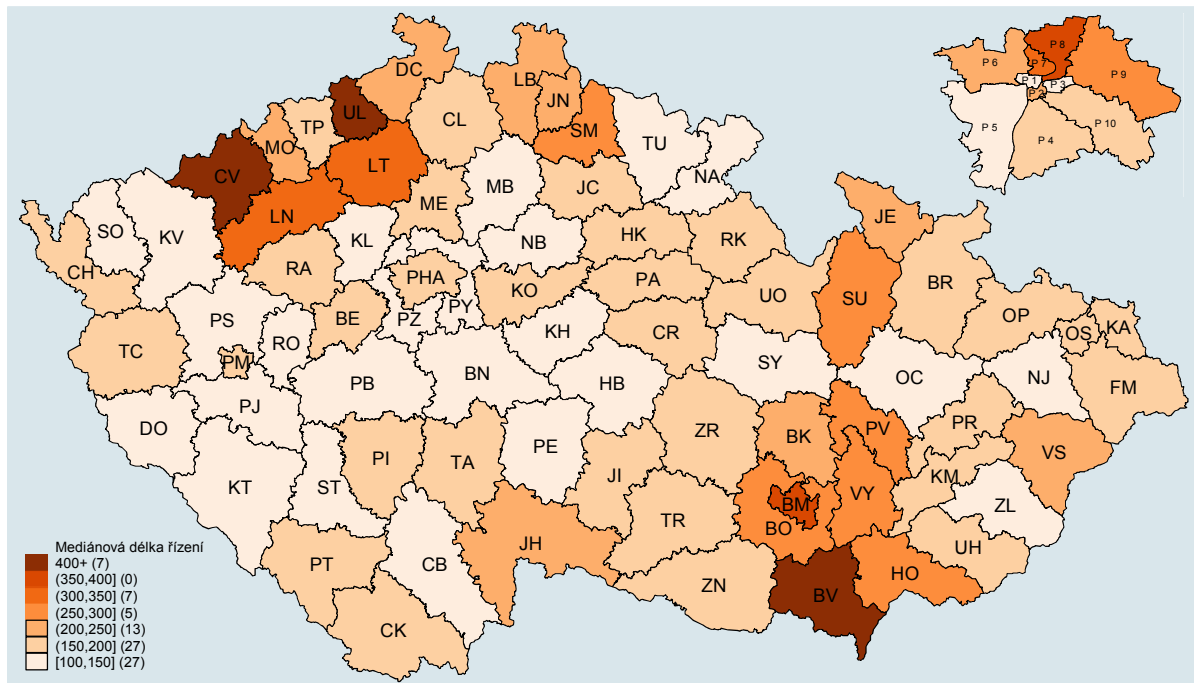 DC
LB
P 8
P 6
P 7
P 9
P 1
P 3
P 2
P 5
P 10
P 4
UL
TP
CL
JN
SM
MO
LT
CV
TU
NA
MB
JC
ME
LN
SO
KV
KL
NB
HK
RK
JE
CH
RA
PHA
KO
PA
UO
SU
BR
PZ
PY
BE
PS
RO
KH
CR
OP
OS
KA
TC
PM
PB
BN
HB
SY
OC
NJ
FM
DO
PJ
PI
TA
PE
ZR
BK
PV
PR
VS
KT
ST
JI
KM
VY
BM
BO
ZL
TR
JH
UH
PT
CB
ZN
BV
HO
CK
Mediánová délka řízení
400+ (7)
(350,400] (0)
(300,350] (7)
(250,300] (5)
(200,250] (13)
(150,200] (27)
[100,150] (27)